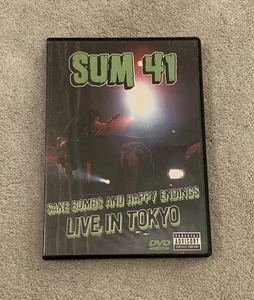 SUM 41
SAKE BOMBS AND HAPPY ENDINGS
LIVE IN TOKYO
DVD
PARENTAL
ADVISORY
EXPLICIT CONTENT